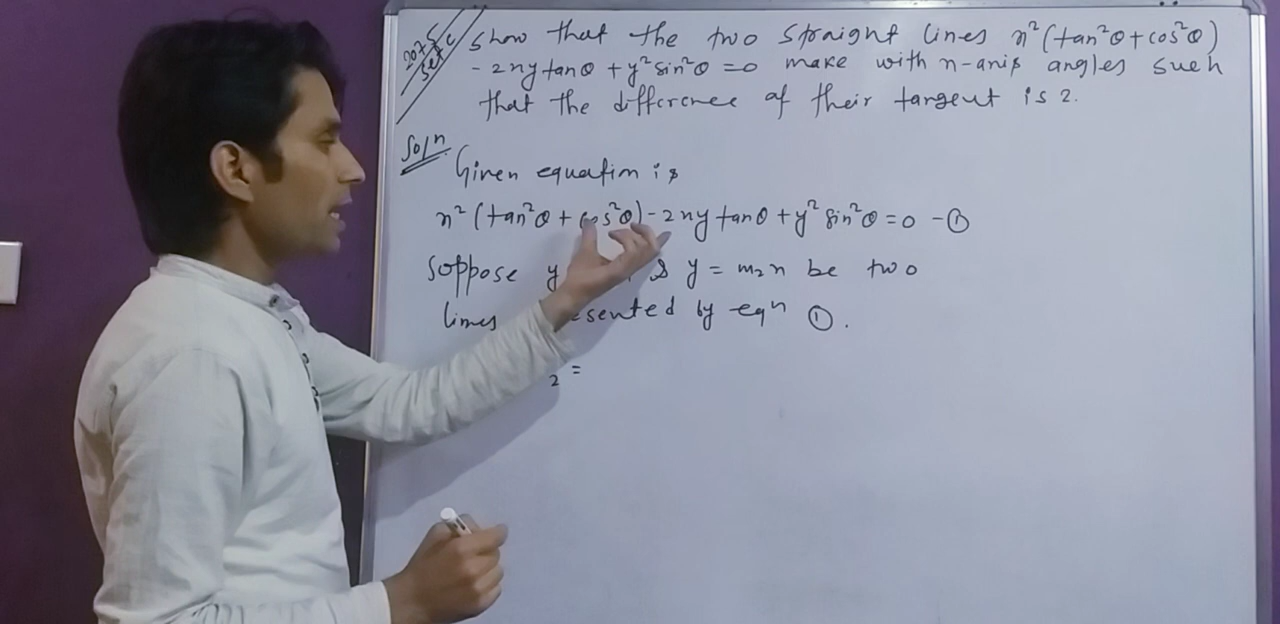 2075 Set C Show that the two straight lines x²(tan²θ+cos²θ)
- 2xy tanθ + y² sin²θ = 0 make with x-axis angles such
that the difference of their tangent is 2.
Solⁿ
Given equation is
x² (tan²θ + cos²θ) - 2xy tanθ + y² sin²θ = 0 - ①
Soppose y & y = m₂x be two
lines esented by eqⁿ ①.
2 =